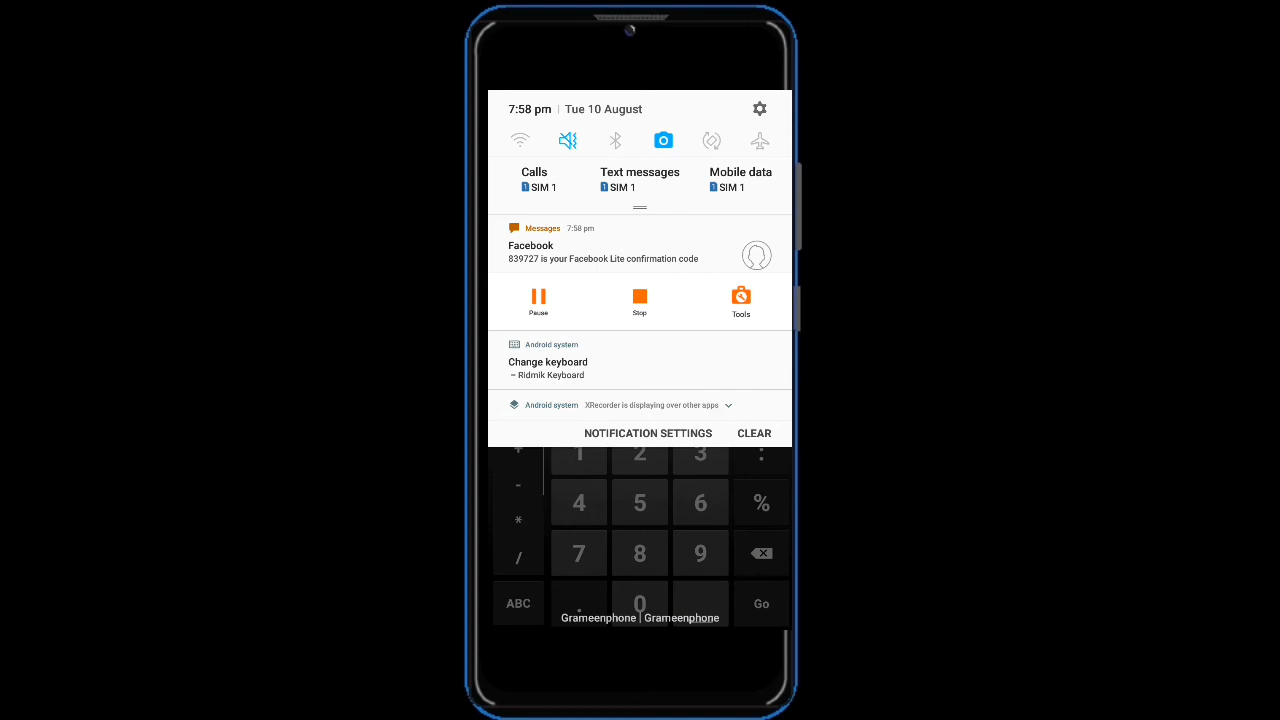 7:58 pm | Tue 10 August
Calls Text messages Mobile data
1 SIM 1 1 SIM 1 1 SIM 1
Messages 7:58 pm
Facebook
839727 is your Facebook Lite confirmation code
Pause Stop Tools
Android system
Change keyboard
– Ridmik Keyboard
Android system XRecorder is displaying over other apps
NOTIFICATION SETTINGS CLEAR
+ 1 2 3 :
- 4 5 6 %
*
/ 7 8 9
ABC . 0 Go
Grameenphone | Grameenphone